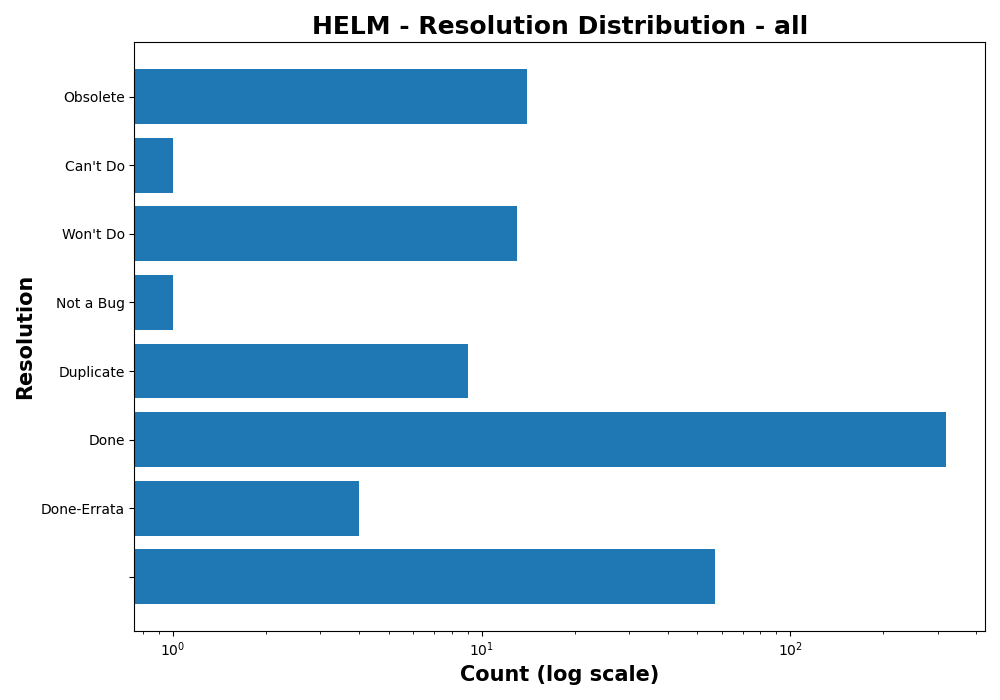 HELM - Resolution Distribution - all
Obsolete
Can't Do
Won't Do
Not a Bug
Duplicate
Done
Done-Errata
Resolution
10⁰
10¹
10²
Count (log scale)